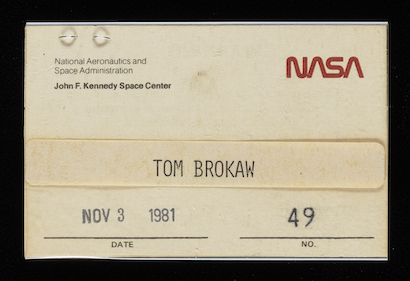 National Aeronautics and
Space Administration
John F. Kennedy Space Center
NASA
TOM BROKAW
NOV 3 1981
49
DATE
NO.